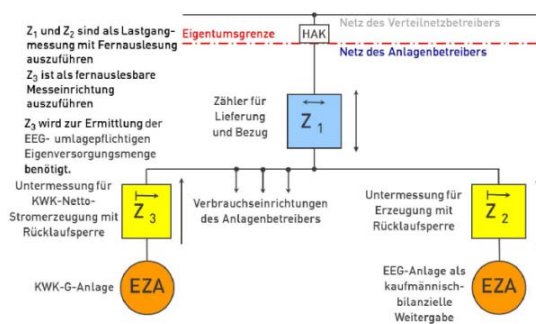 Z1 und Z2 sind als Lastgang-
messung mit Fernauslesung
auszuführen
Z3 ist als fernauslesbare
Messeinrichtung
auszuführen
Z3 wird zur Ermittlung der
EEG- umlagepflichtigen
Eigenversorgungsmenge
benötigt.
Netz des Verteilnetzbetreibers
Eigentumsgrenze
HAK
Netz des Anlagenbetreibers
Zähler für
Lieferung
und Bezug
Z1
Untermessung für
KWK-Netto-
Stromerzeugung mit
Rücklaufsperre
Z3
Verbrauchseinrichtungen
des Anlagenbetreibers
Untermessung für
Erzeugung mit
Rücklaufsperre
Z2
KWK-G-Anlage
EZA
EEG-Anlage als
kaufmännisch-
bilanzielle
Weitergabe
EZA